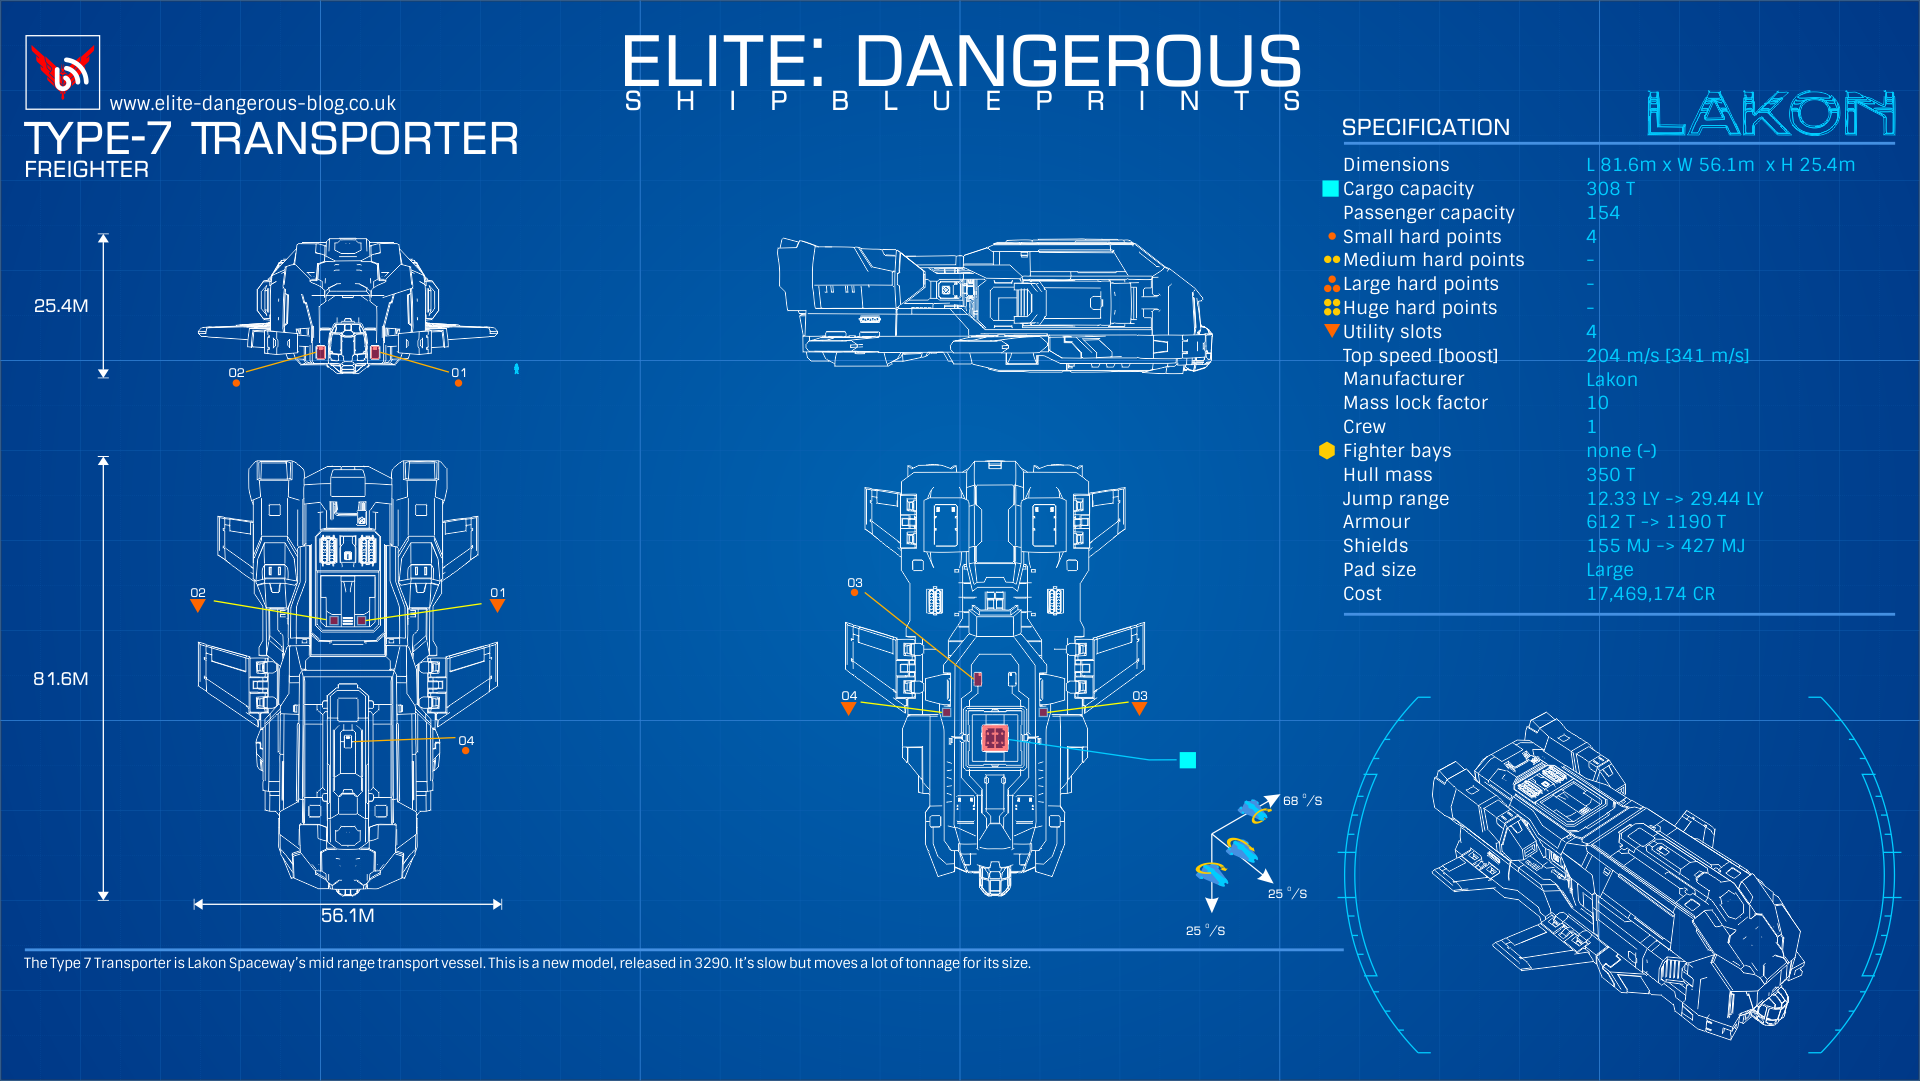 ELITE: DANGEROUS
SHIP BLUEPRINTS
www.elite-dangerous-blog.co.uk
TYPE-7 TRANSPORTER
FREIGHTER
LAKON
SPECIFICATION
Dimensions L 81.6m x W 56.1m x H 25.4m
Cargo capacity 308 T
Passenger capacity 154
Small hard points 4
Medium hard points -
Large hard points -
Huge hard points -
Utility slots 4
Top speed [boost] 204 m/s [341 m/s]
Manufacturer Lakon
Mass lock factor 10
Crew 1
Fighter bays none (-)
Hull mass 350 T
Jump range 12.33 LY -> 29.44 LY
Armour 612 T -> 1190 T
Shields 155 MJ -> 427 MJ
Pad size Large
Cost 17,469,174 CR
25.4M
02
01
81.6M
02
01
04
56.1M
03
04
03
68 °/S
25 °/S
25 °/S
The Type 7 Transporter is Lakon Spaceway's mid range transport vessel. This is a new model, released in 3290. It's slow but moves a lot of tonnage for its size.